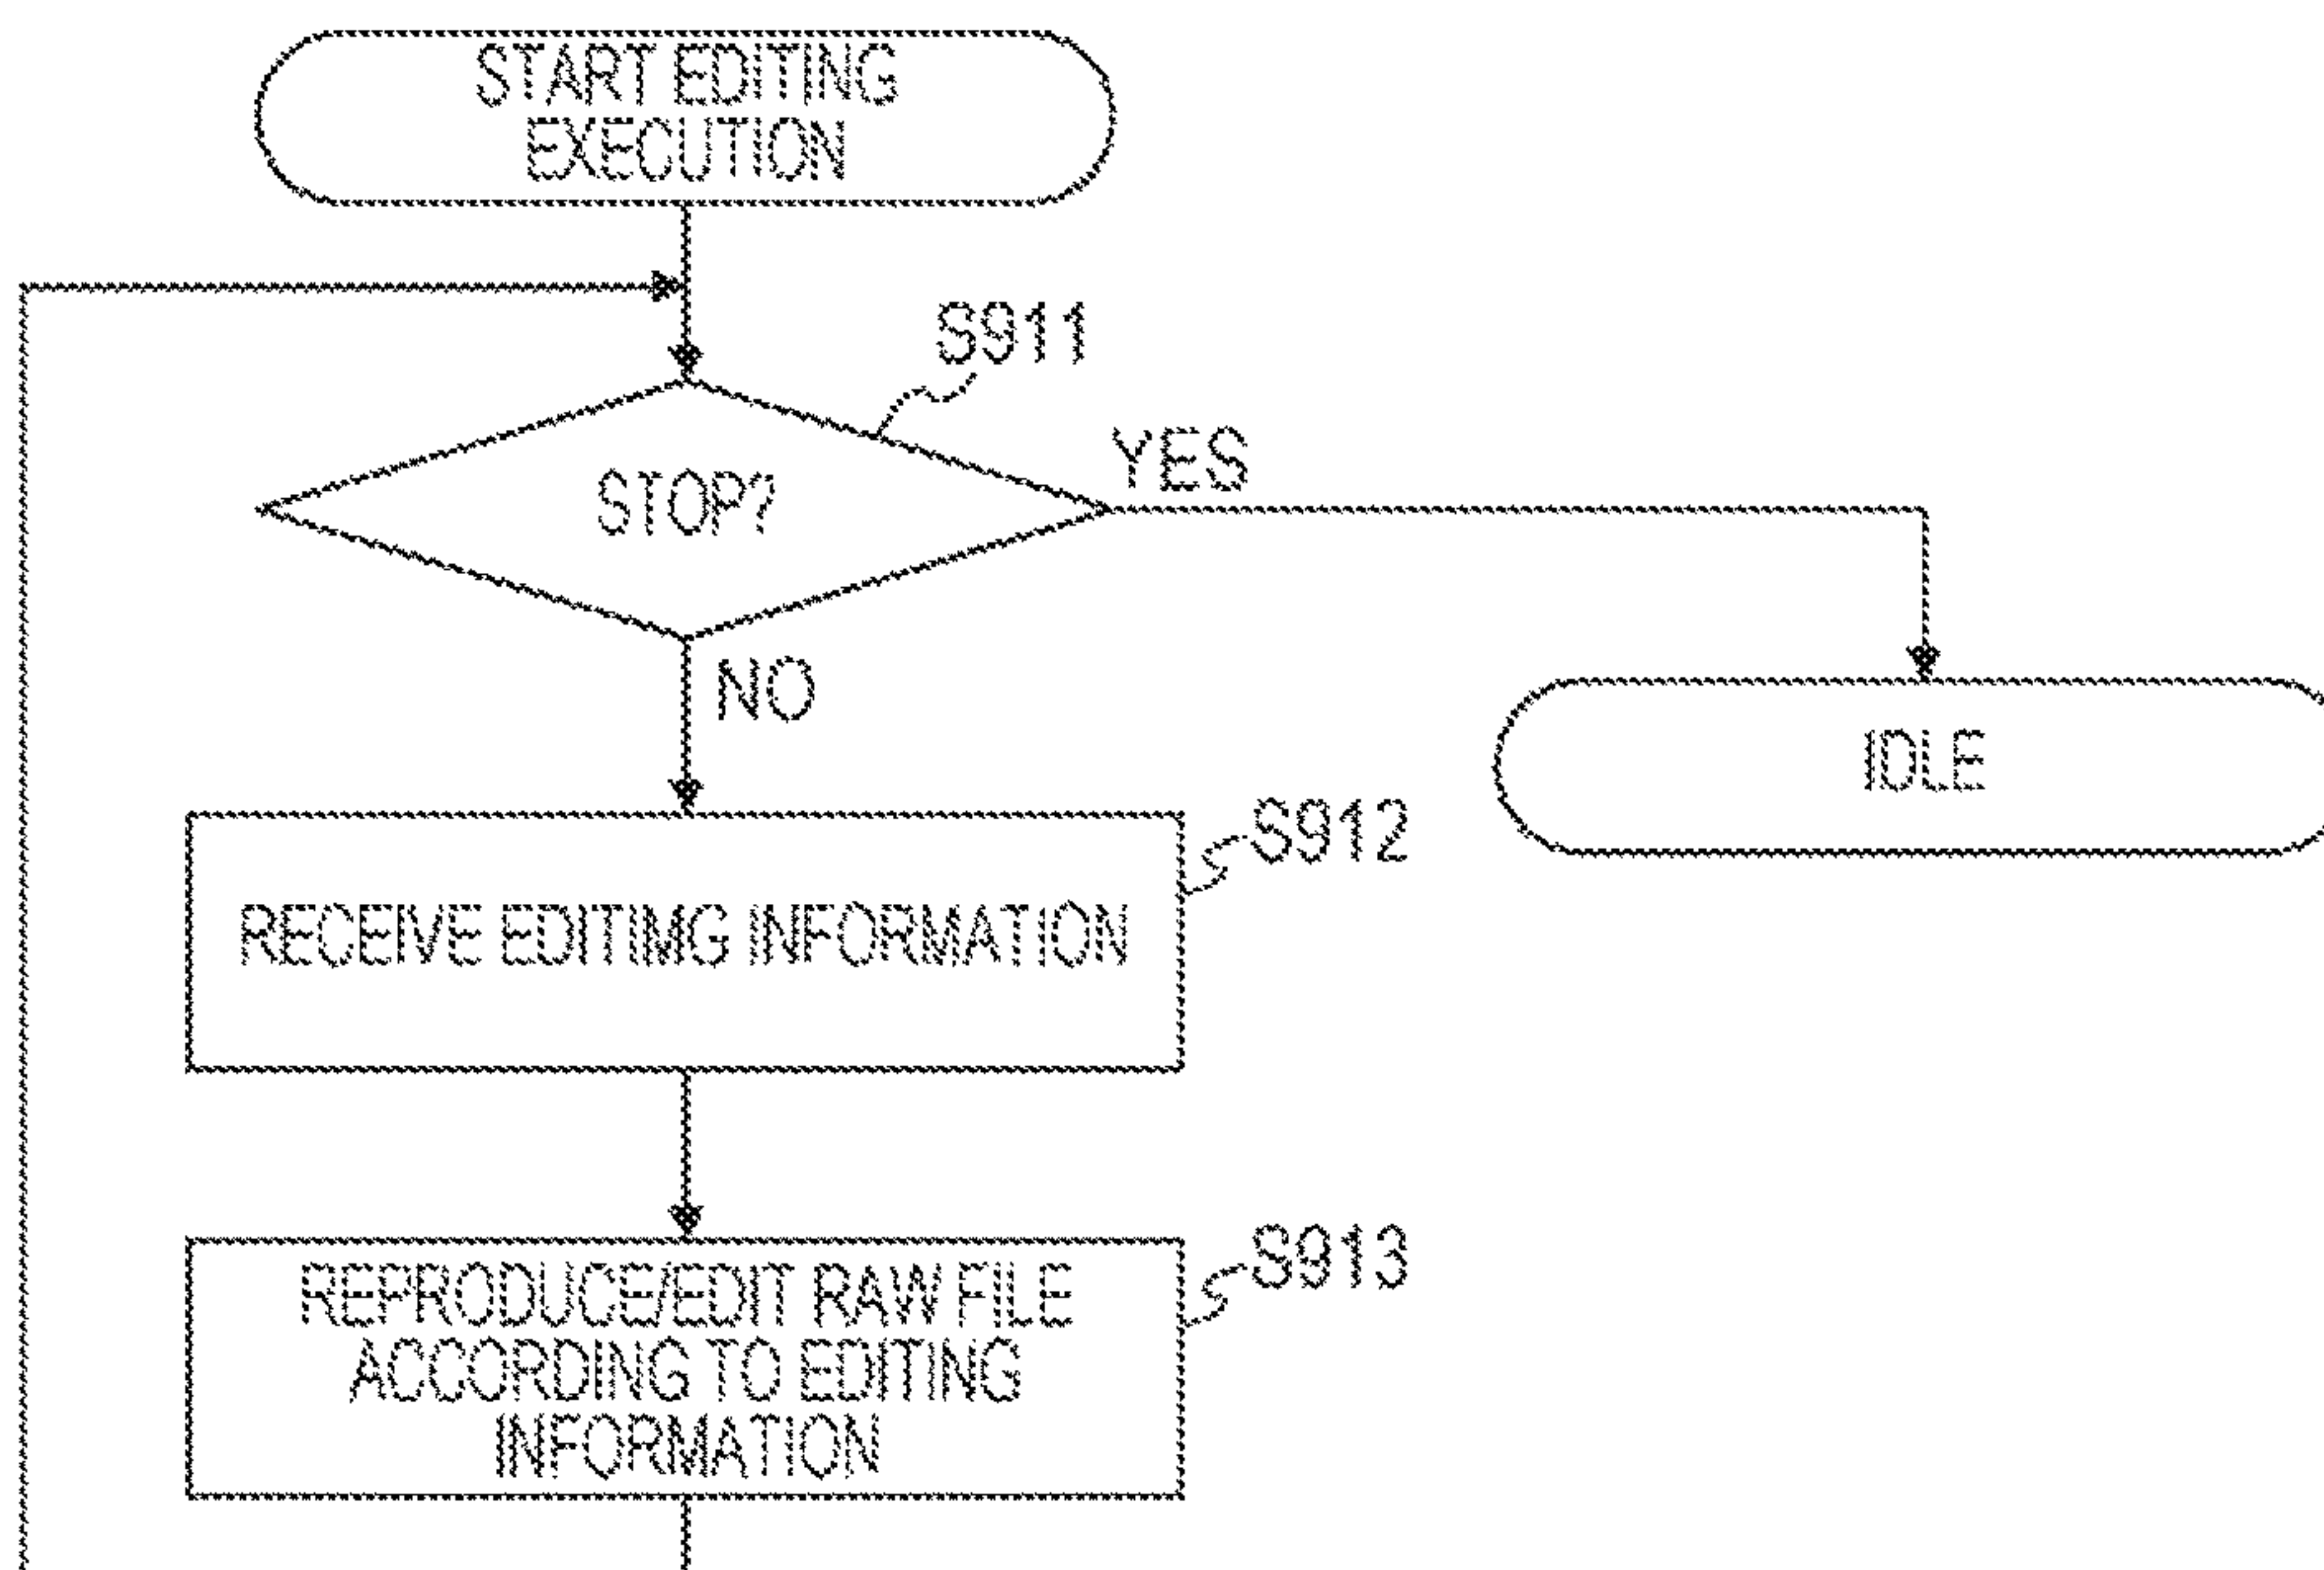 START EDITING
EXECUTION
S911
STOP?
YES
NO
IDLE
S912
RECEIVE EDITIMG INFORMATION
S913
REPRODUCE/EDIT RAW FILE
ACCORDING TO EDITING
INFORMATION